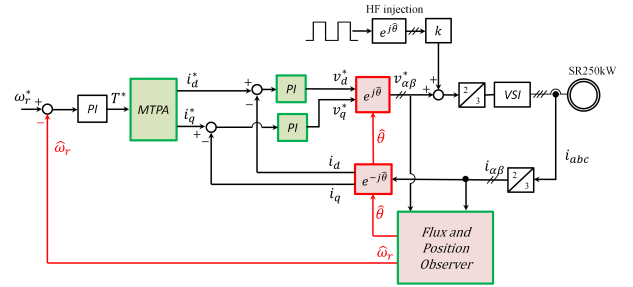 HF injection
e^{jθ̂}
k
ω_r^*
+
−
PI
T^*
MTPA
i_d^*
i_q^*
+
−
+
−
PI
PI
v_d^*
v_q^*
e^{jθ̂}
v_{αβ}^*
+
+
2
3
VSI
SR250kW
ω̂_r
θ̂
i_d
i_q
e^{-jθ̂}
i_{αβ}
2
3
i_{abc}
θ̂
ω̂_r
Flux and
Position
Observer